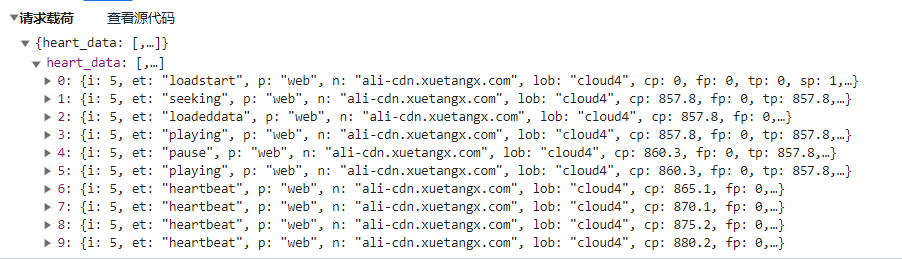 ▼请求载荷 查看源代码
▼ {heart_data: [,…]}
▼ heart_data: [,…]
▶ 0: {i: 5, et: "loadstart", p: "web", n: "ali-cdn.xuetangx.com", lob: "cloud4", cp: 0, fp: 0, tp: 0, sp: 1,…}
▶ 1: {i: 5, et: "seeking", p: "web", n: "ali-cdn.xuetangx.com", lob: "cloud4", cp: 857.8, fp: 0, tp: 857.8,…}
▶ 2: {i: 5, et: "loadeddata", p: "web", n: "ali-cdn.xuetangx.com", lob: "cloud4", cp: 857.8, fp: 0,…}
▶ 3: {i: 5, et: "playing", p: "web", n: "ali-cdn.xuetangx.com", lob: "cloud4", cp: 857.8, fp: 0, tp: 857.8,…}
▶ 4: {i: 5, et: "pause", p: "web", n: "ali-cdn.xuetangx.com", lob: "cloud4", cp: 860.3, fp: 0, tp: 857.8,…}
▶ 5: {i: 5, et: "playing", p: "web", n: "ali-cdn.xuetangx.com", lob: "cloud4", cp: 860.3, fp: 0, tp: 857.8,…}
▶ 6: {i: 5, et: "heartbeat", p: "web", n: "ali-cdn.xuetangx.com", lob: "cloud4", cp: 865.1, fp: 0,…}
▶ 7: {i: 5, et: "heartbeat", p: "web", n: "ali-cdn.xuetangx.com", lob: "cloud4", cp: 870.1, fp: 0,…}
▶ 8: {i: 5, et: "heartbeat", p: "web", n: "ali-cdn.xuetangx.com", lob: "cloud4", cp: 875.2, fp: 0,…}
▶ 9: {i: 5, et: "heartbeat", p: "web", n: "ali-cdn.xuetangx.com", lob: "cloud4", cp: 880.2, fp: 0,…}